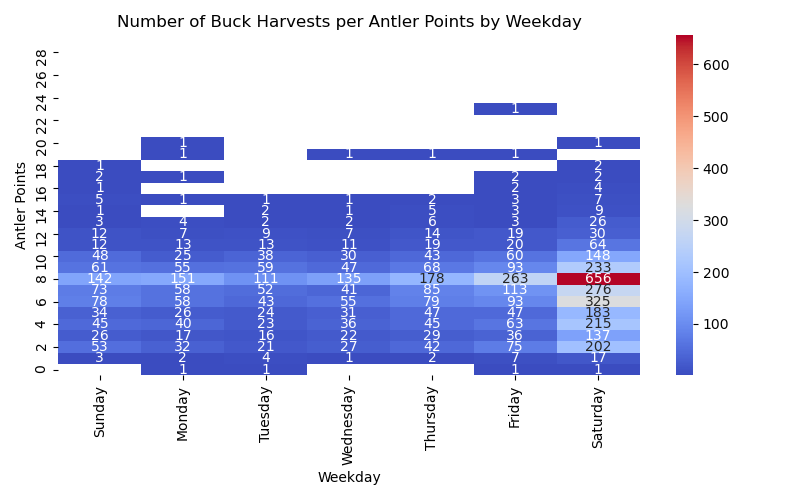 Number of Buck Harvests per Antler Points by Weekday
Antler Points
28
26
24 1
22
20 1 1
1 1 1 1
18 1 2
2 1 2 2
16 1 2 4
5 1 1 1 2 3 7
14 1 2 1 5 3 9
3 4 2 2 6 3 26
12 12 7 9 7 14 19 30
12 13 13 11 19 20 64
10 48 25 38 30 43 60 148
61 55 59 47 68 93 233
8 142 151 111 135 178 263 656
73 58 52 41 85 113 276
6 78 58 43 55 79 93 325
34 26 24 31 47 47 183
4 45 40 23 36 45 63 215
26 17 16 22 29 36 137
2 53 32 21 27 42 75 202
3 2 4 1 2 7 17
0 1 1 1 1
Sunday Monday Tuesday Wednesday Thursday Friday Saturday
Weekday
600
500
400
300
200
100